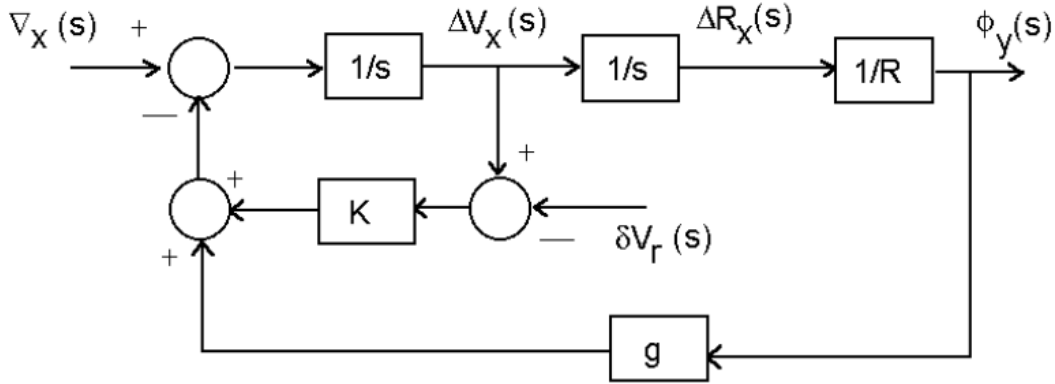 ∇x (s)
+
ΔVx(s)
ΔRx(s)
ϕy(s)
1/s
1/s
1/R
—
+
+
K
—
δVr (s)
+
g